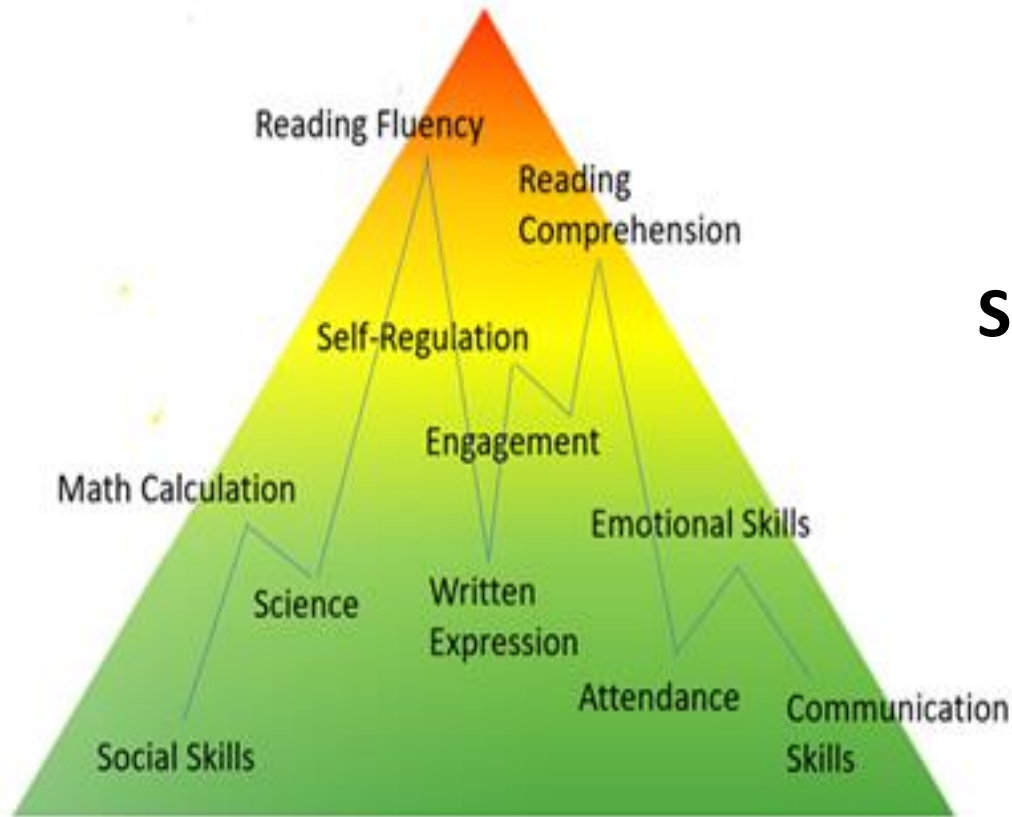 Reading Fluency
Reading
Comprehension
S
Self-Regulation
Engagement
Math Calculation
Emotional Skills
Science
Written
Expression
Attendance
Communication
Skills
Social Skills